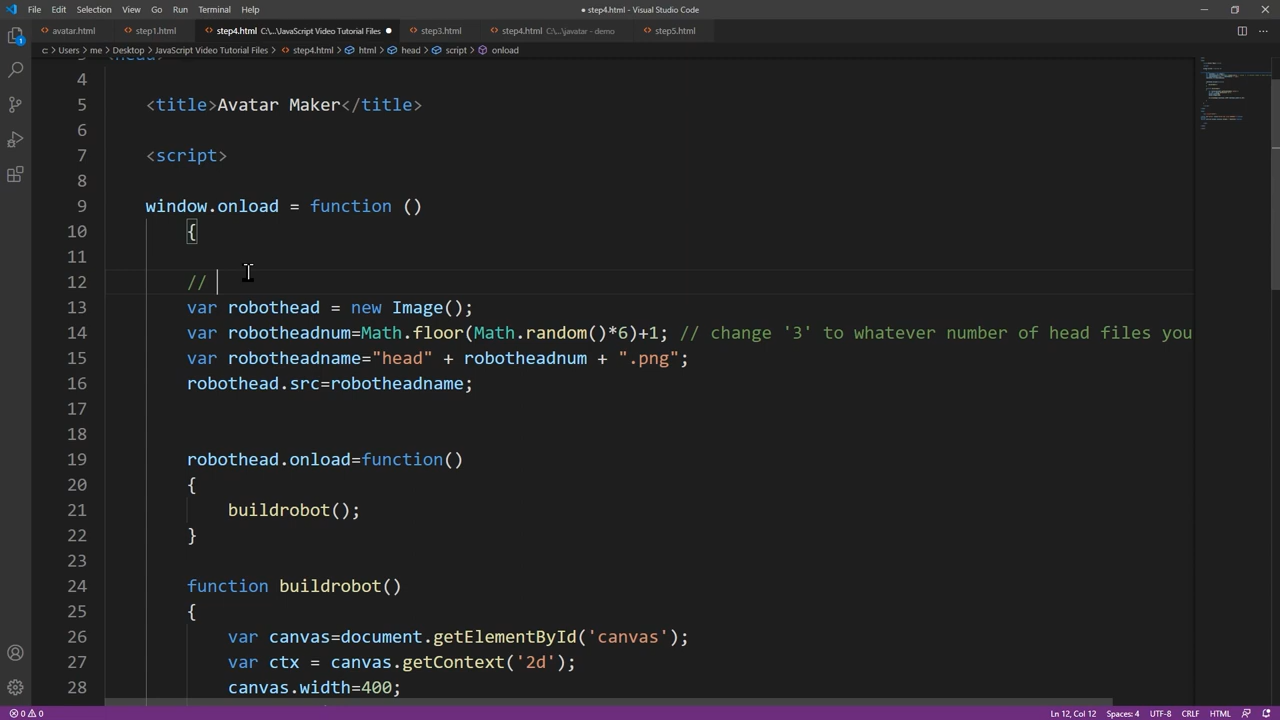 File Edit Selection View Go Run Terminal Help
● step4.html - Visual Studio Code
avatar.html step1.html step4.html C:\...\JavaScript Video Tutorial Files ● step3.html step4.html C:\...\javatar - demo step5.html
c: > Users > me > Desktop > JavaScript Video Tutorial Files > step4.html > html > head > script > onload
3 <head>
4
5 <title>Avatar Maker</title>
6
7 <script>
8
9 window.onload = function ()
10 {
11
12 //
13 var robothead = new Image();
14 var robotheadnum=Math.floor(Math.random()*6)+1; // change '3' to whatever number of head files you
15 var robotheadname="head" + robotheadnum + ".png";
16 robothead.src=robotheadname;
17
18
19 robothead.onload=function()
20 {
21 buildrobot();
22 }
23
24 function buildrobot()
25 {
26 var canvas=document.getElementById('canvas');
27 var ctx = canvas.getContext('2d');
28 canvas.width=400;
0 0 Ln 12, Col 12 Spaces: 4 UTF-8 CRLF HTML